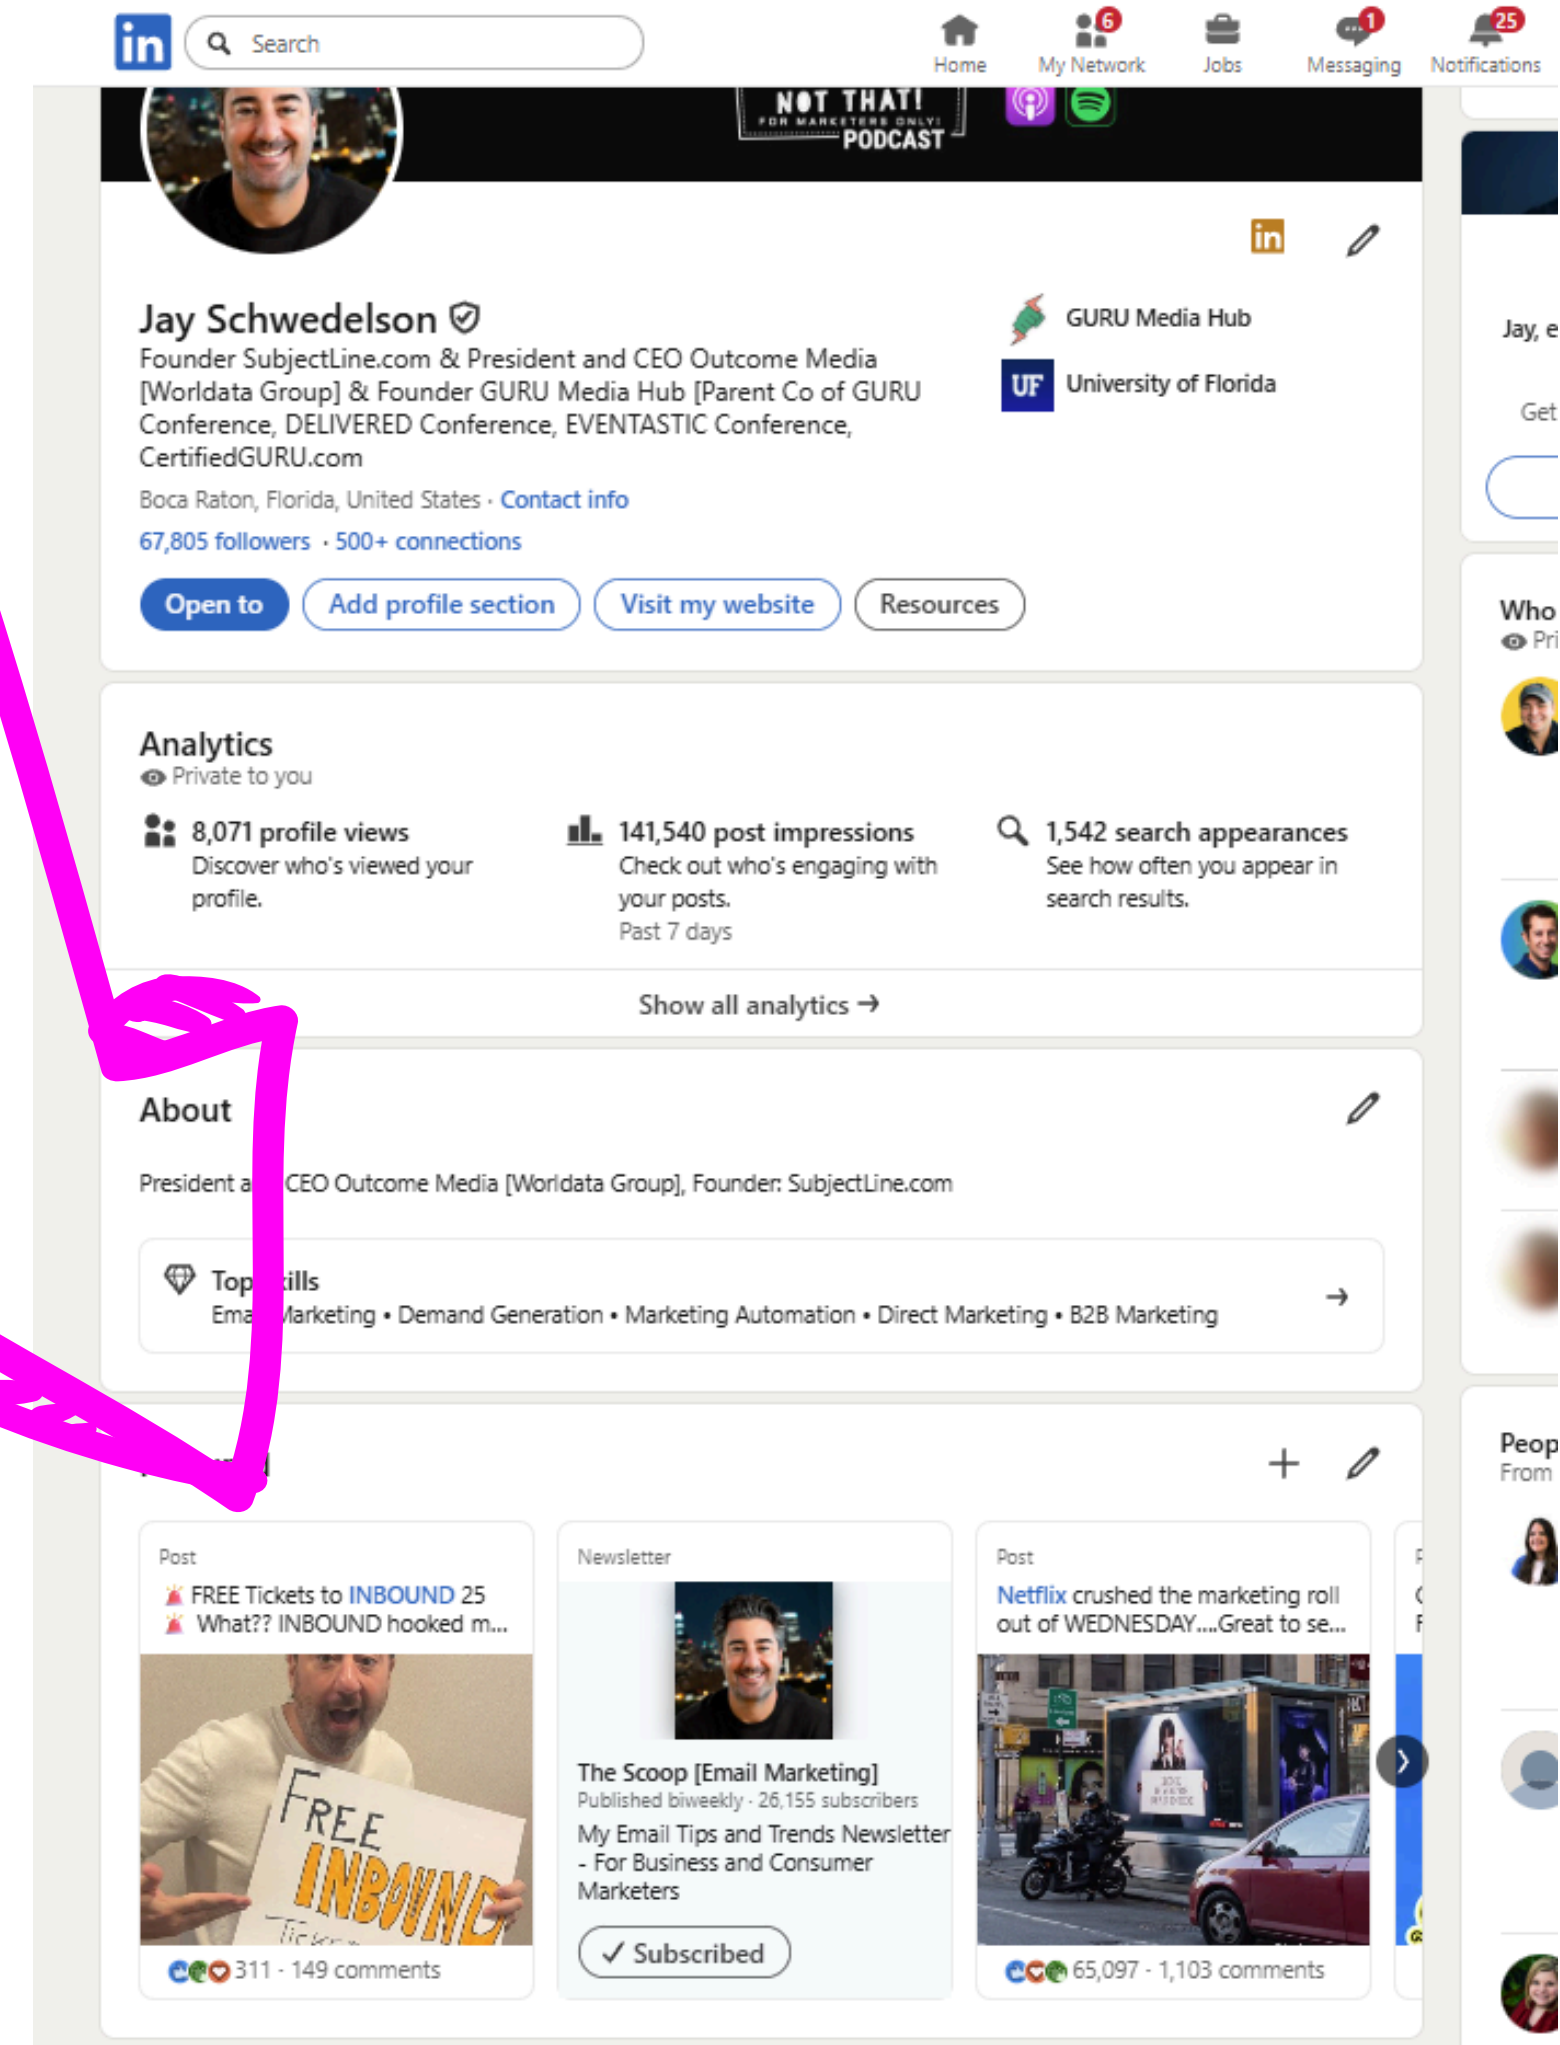 in
Search
Home
6
My Network
Jobs
1
Messaging
25
Notifications
NOT THAT!
FOR MARKETERS ONLY!
PODCAST
in
Jay Schwedelson
Founder SubjectLine.com & President and CEO Outcome Media
[Worldata Group] & Founder GURU Media Hub [Parent Co of GURU
Conference, DELIVERED Conference, EVENTASTIC Conference,
CertifiedGURU.com
Boca Raton, Florida, United States · Contact info
67,805 followers · 500+ connections
GURU Media Hub
UF University of Florida
Open to
Add profile section
Visit my website
Resources
Analytics
Private to you
8,071 profile views
Discover who's viewed your
profile.
141,540 post impressions
Check out who's engaging with
your posts.
Past 7 days
1,542 search appearances
See how often you appear in
search results.
Show all analytics →
About
President a CEO Outcome Media [Worldata Group], Founder: SubjectLine.com
Top ills
Ema Marketing • Demand Generation • Marketing Automation • Direct Marketing • B2B Marketing
Post
FREE Tickets to INBOUND 25
What?? INBOUND hooked m...
FREE
INBOUND
311 · 149 comments
Newsletter
The Scoop [Email Marketing]
Published biweekly · 26,155 subscribers
My Email Tips and Trends Newsletter
- For Business and Consumer
Marketers
✓ Subscribed
Post
Netflix crushed the marketing roll
out of WEDNESDAY....Great to se...
65,097 · 1,103 comments
Jay, e
Get
Who
Pri
Peop
From